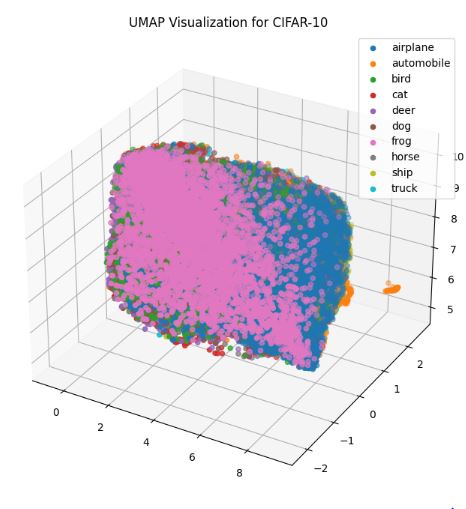 UMAP Visualization for CIFAR-10
airplane
automobile
bird
cat
deer
dog
frog
horse
ship
truck
10
9
8
7
6
5
2
1
0
−1
−2
0
2
4
6
8